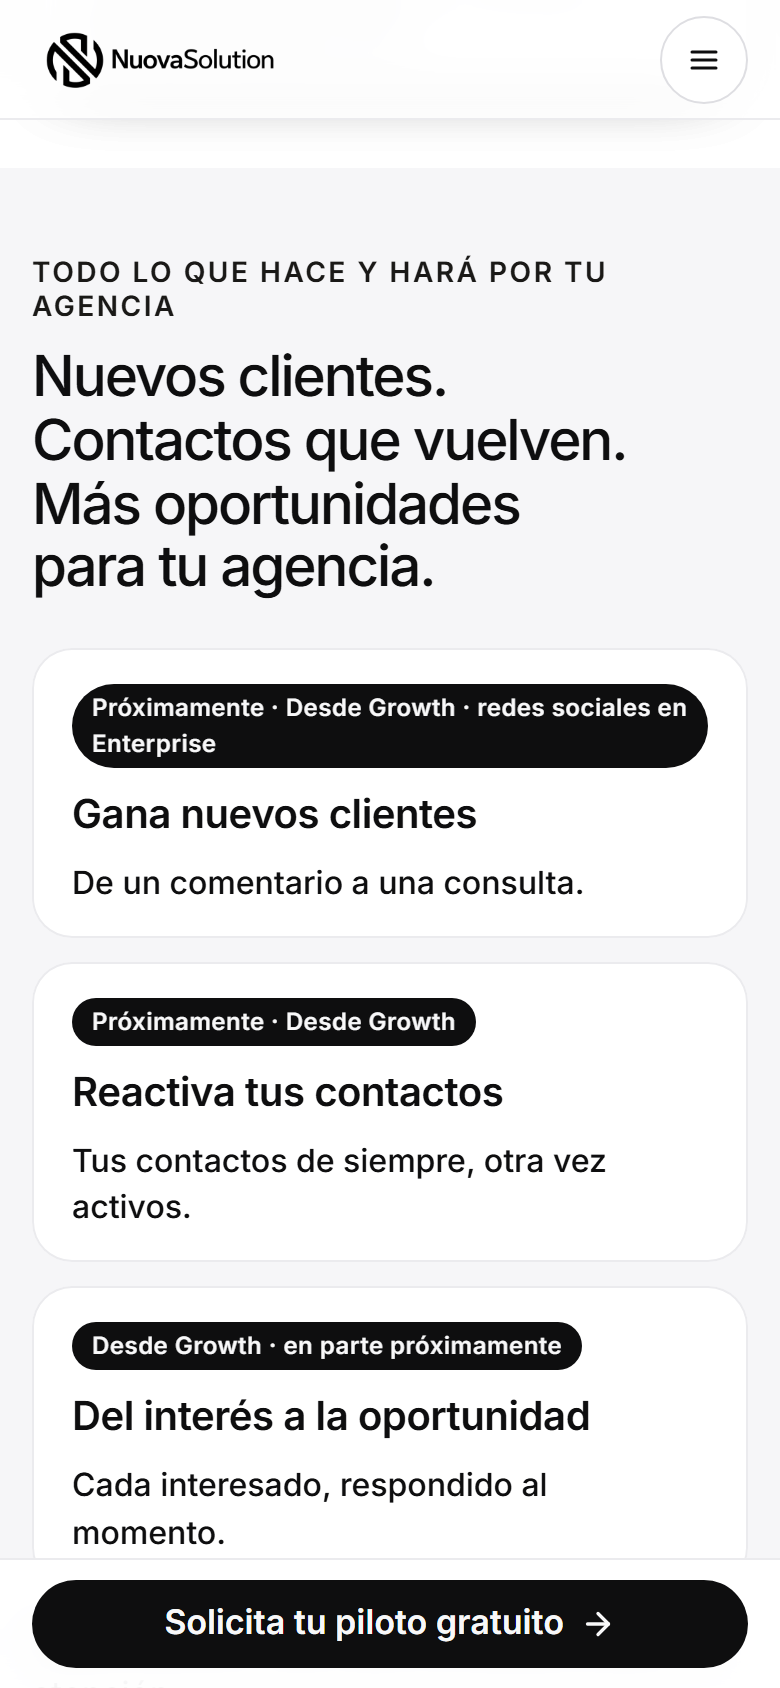 NuovaSolution
TODO LO QUE HACE Y HARÁ POR TU
AGENCIA
Nuevos clientes.
Contactos que vuelven.
Más oportunidades
para tu agencia.
Próximamente · Desde Growth · redes sociales en
Enterprise
Gana nuevos clientes
De un comentario a una consulta.
Próximamente · Desde Growth
Reactiva tus contactos
Tus contactos de siempre, otra vez
activos.
Desde Growth · en parte próximamente
Del interés a la oportunidad
Cada interesado, respondido al
momento.
Solicita tu piloto gratuito →